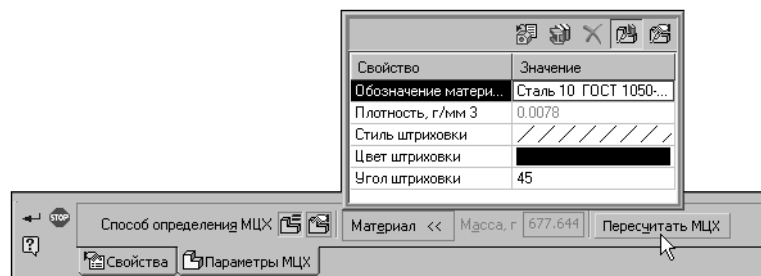 Свойство Значение
Обозначение матери... Сталь 10 ГОСТ 1050-...
Плотность, г/мм 3 0.0078
Стиль штриховки
Цвет штриховки
Угол штриховки 45
STOP Способ определения МЦХ Материал << Масса, г 677.644 Пересчитать МЦХ
Свойства Параметры МЦХ